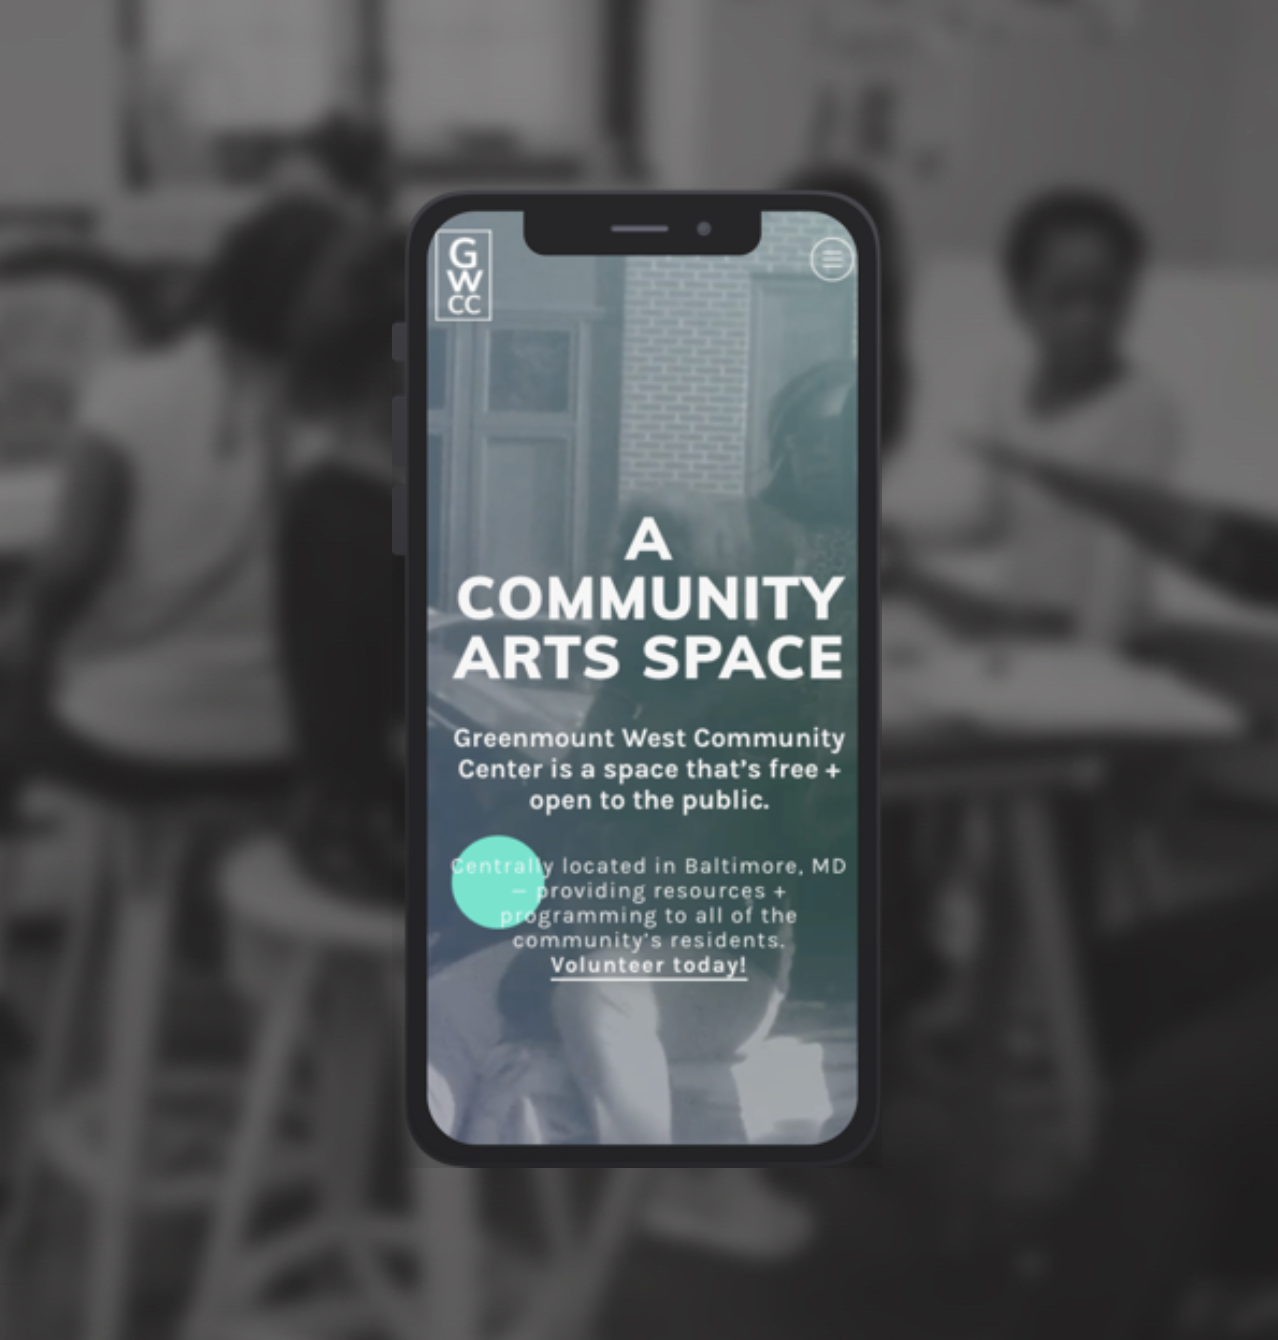 G
W
CC
A
COMMUNITY
ARTS SPACE
Greenmount West Community
Center is a space that’s free +
open to the public.
Centrally located in Baltimore, MD
— providing resources +
programming to all of the
community’s residents.
Volunteer today!